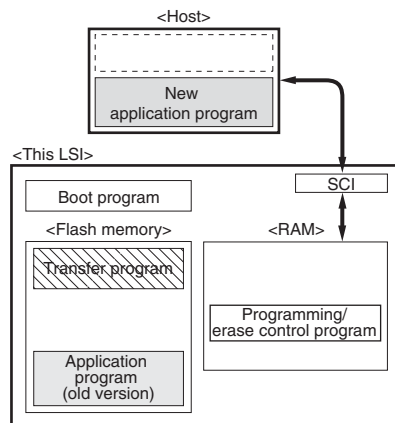 <Host>
New
application program
<This LSI>
SCI
Boot program
<Flash memory>
<RAM>
Transfer program
Programming/
erase control program
Application
program
(old version)